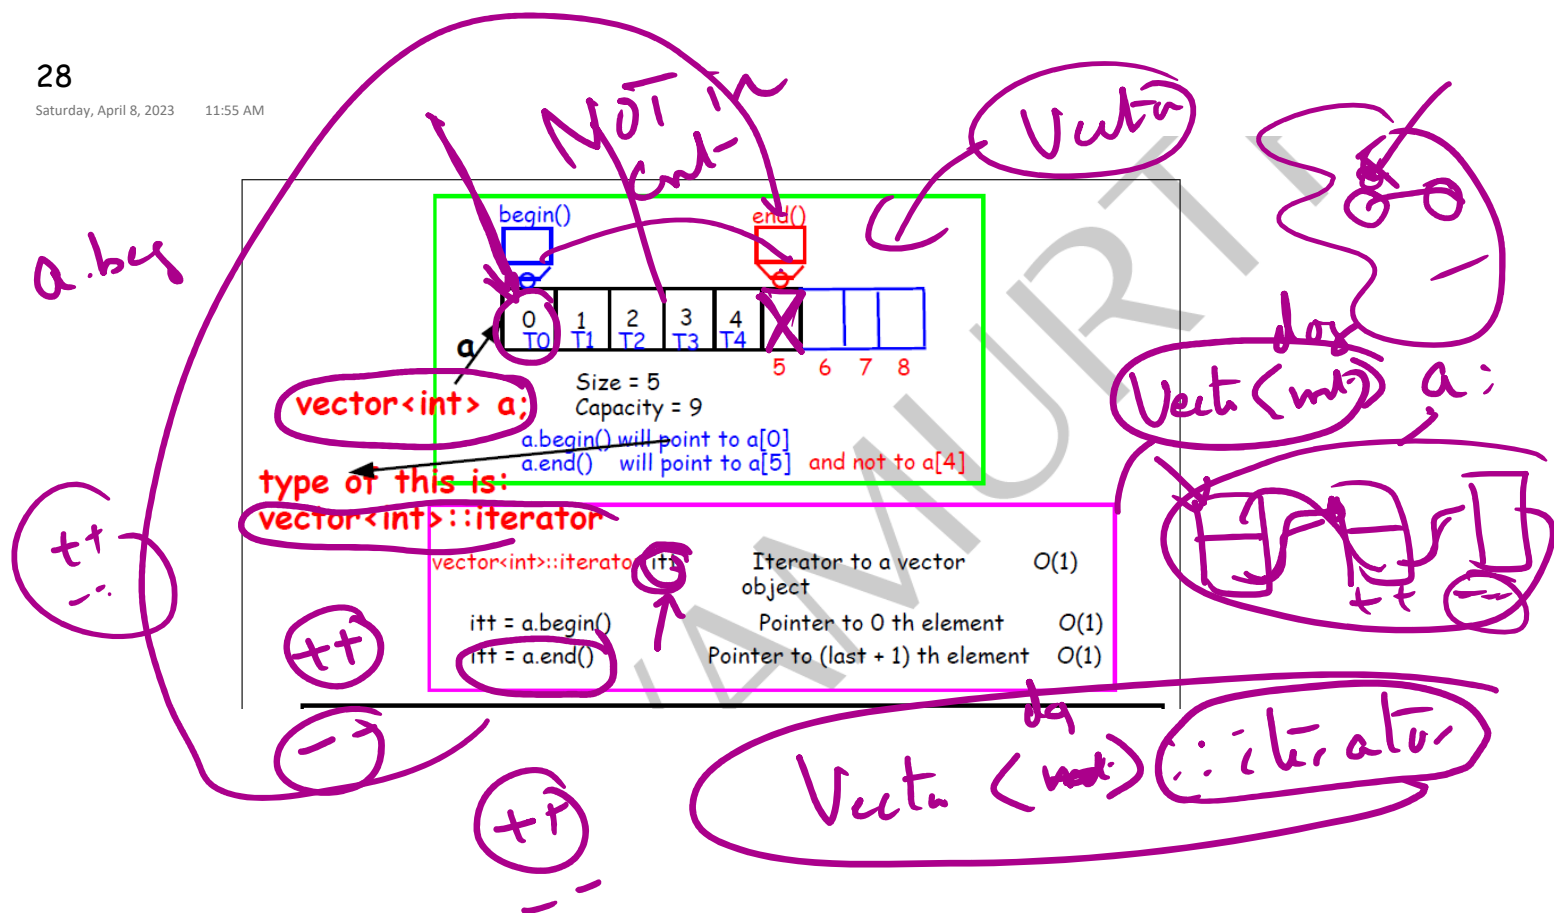 28
Saturday, April 8, 2023 11:55 AM
NOT in
Vector
a.beg
begin()
end()
0 1 2 3 4
T0 T1 T2 T3 T4
5 6 7 8
a
Size = 5
Capacity = 9
vector<int> a;
a.begin() will point to a[0]
a.end() will point to a[5] and not to a[4]
type of this is:
vector<int>::iterator
dog
a;
++
--
++
--
vector<int>::iterator itt
Iterator to a vector
object
O(1)
itt = a.begin() Pointer to 0 th element O(1)
itt = a.end() Pointer to (last + 1) th element O(1)
++
--
::iterator
++
--
AMURT